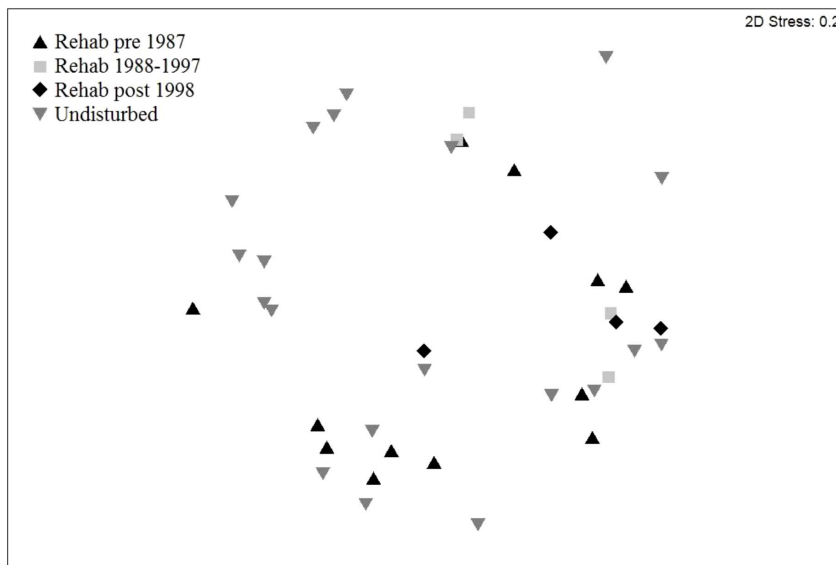 2D Stress: 0.2
Rehab pre 1987
Rehab 1988-1997
Rehab post 1998
Undisturbed